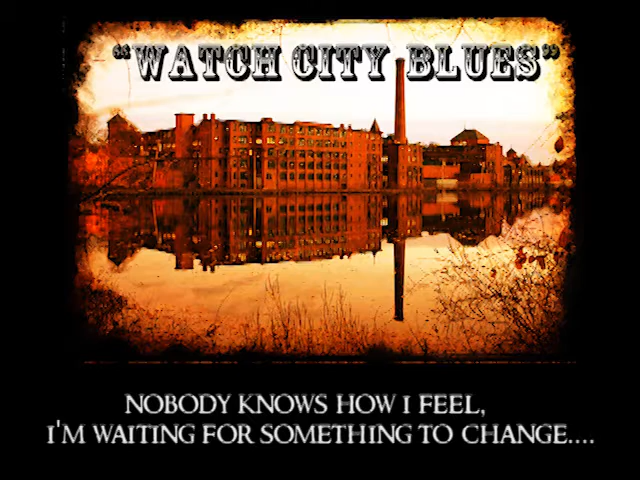 “WATCH CITY BLUES”
NOBODY KNOWS HOW I FEEL,
I'M WAITING FOR SOMETHING TO CHANGE....